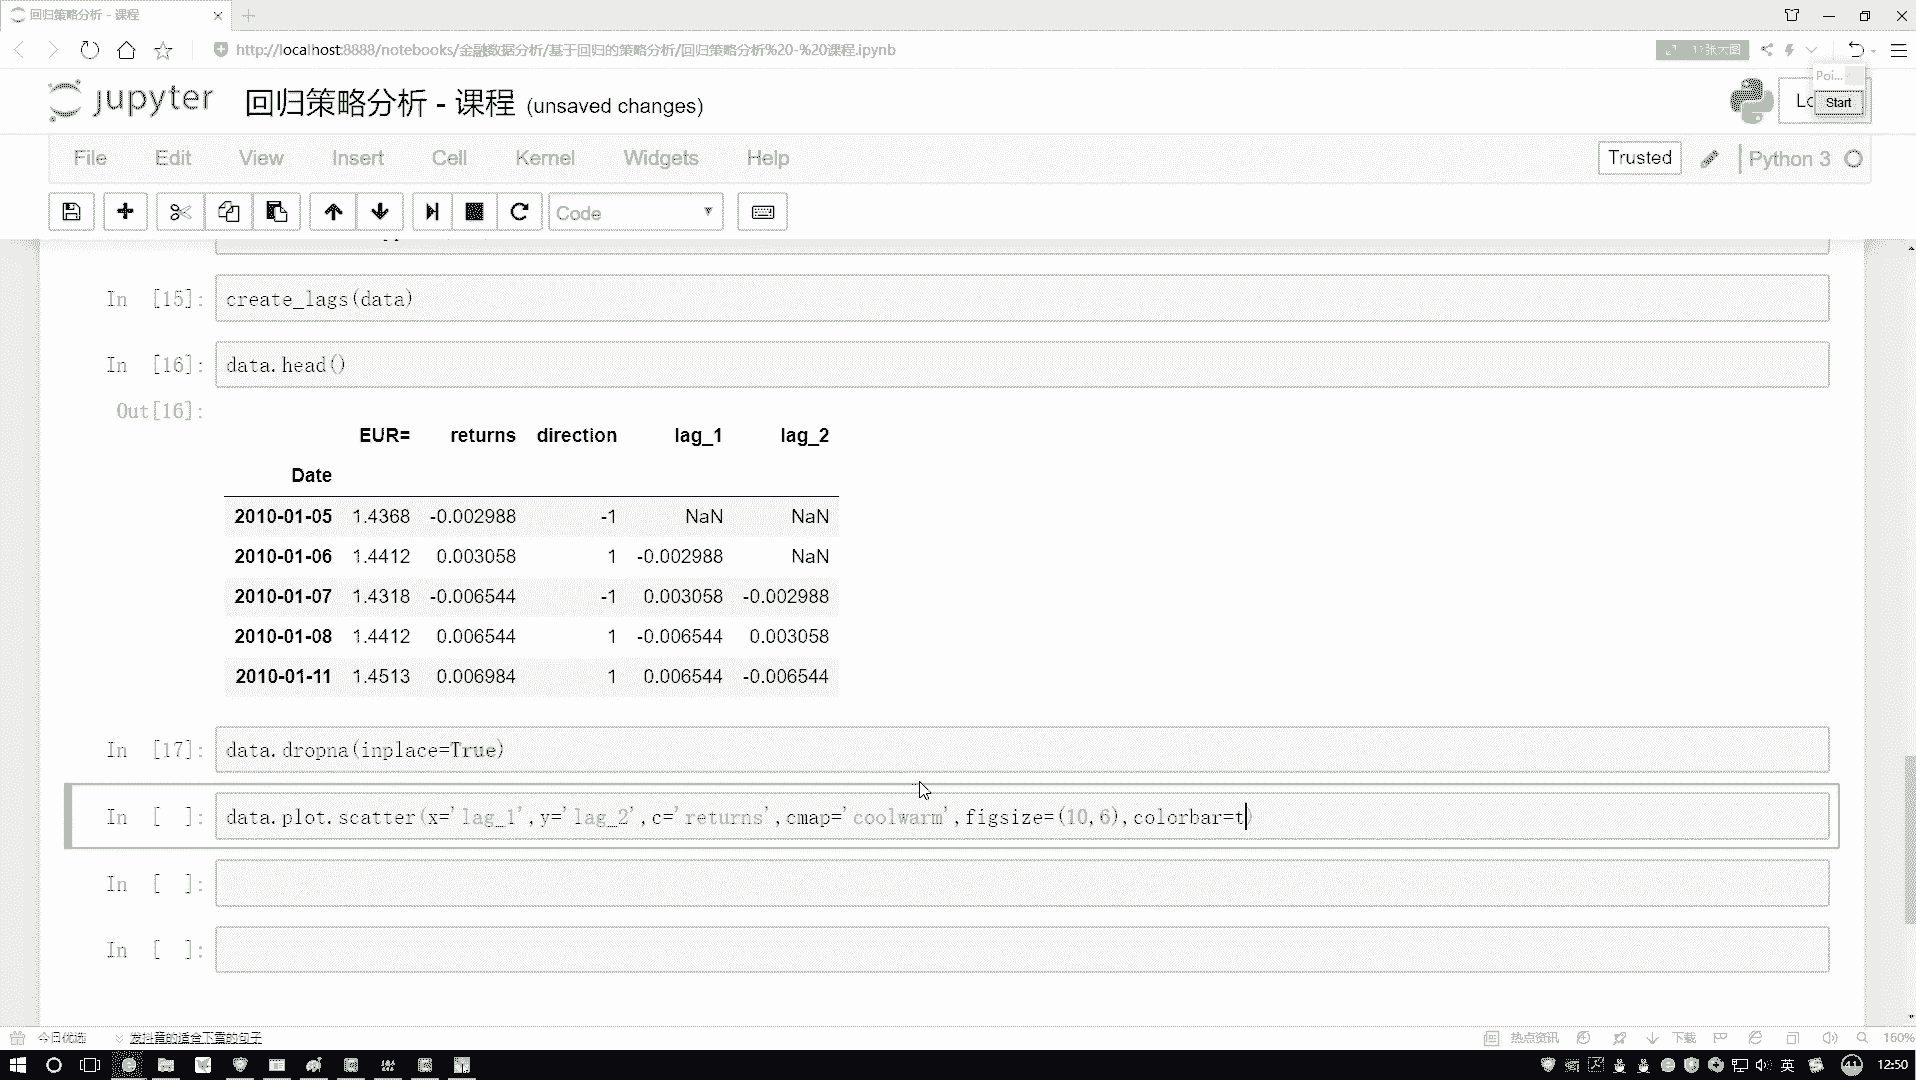 回归策略分析 - 课程
http://localhost:8888/notebooks/金融数据分析/基于回归的策略分析/回归策略分析%20-%20课程.ipynb
11张大图
Poi...
jupyter 回归策略分析 - 课程 (unsaved changes)
Start
File Edit View Insert Cell Kernel Widgets Help
Trusted
Python 3
Code
In [15]: create_lags(data)
In [16]: data.head()
Out[16]:
EUR= returns direction lag_1 lag_2
Date
2010-01-05 1.4368 -0.002988 -1 NaN NaN
2010-01-06 1.4412 0.003058 1 -0.002988 NaN
2010-01-07 1.4318 -0.006544 -1 0.003058 -0.002988
2010-01-08 1.4412 0.006544 1 -0.006544 0.003058
2010-01-11 1.4513 0.006984 1 0.006544 -0.006544
In [17]: data.dropna(inplace=True)
In [ ]: data.plot.scatter(x='lag_1',y='lag_2',c='returns',cmap='coolwarm',figsize=(10,6),colorbar=t)
In [ ]:
In [ ]:
今日优选
发抖音的适合下雪的句子
热点资讯
下载
160%
英
41
12:50